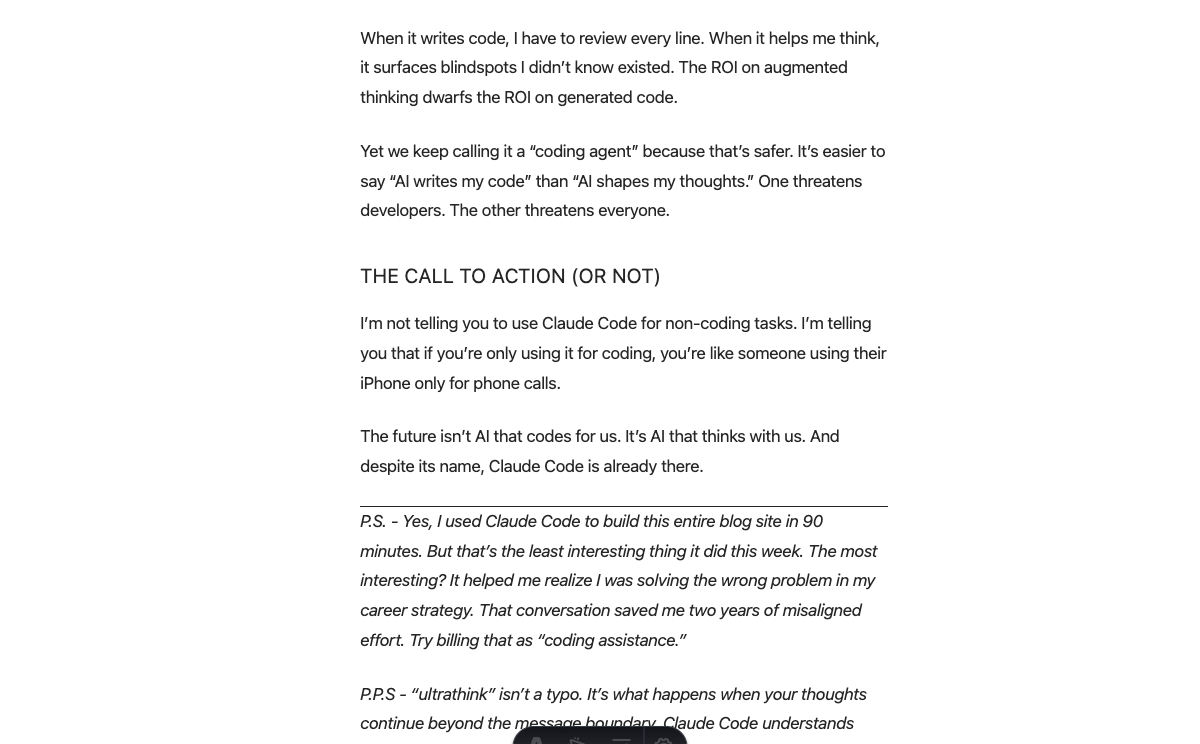 When it writes code, I have to review every line. When it helps me think,
it surfaces blindspots I didn’t know existed. The ROI on augmented
thinking dwarfs the ROI on generated code.
Yet we keep calling it a “coding agent” because that’s safer. It’s easier to
say “AI writes my code” than “AI shapes my thoughts.” One threatens
developers. The other threatens everyone.
THE CALL TO ACTION (OR NOT)
I’m not telling you to use Claude Code for non-coding tasks. I’m telling
you that if you’re only using it for coding, you’re like someone using their
iPhone only for phone calls.
The future isn’t AI that codes for us. It’s AI that thinks with us. And
despite its name, Claude Code is already there.
P.S. - Yes, I used Claude Code to build this entire blog site in 90
minutes. But that’s the least interesting thing it did this week. The most
interesting? It helped me realize I was solving the wrong problem in my
career strategy. That conversation saved me two years of misaligned
effort. Try billing that as “coding assistance.”
P.P.S - “ultrathink” isn’t a typo. It’s what happens when your thoughts
continue beyond the message boundary. Claude Code understands